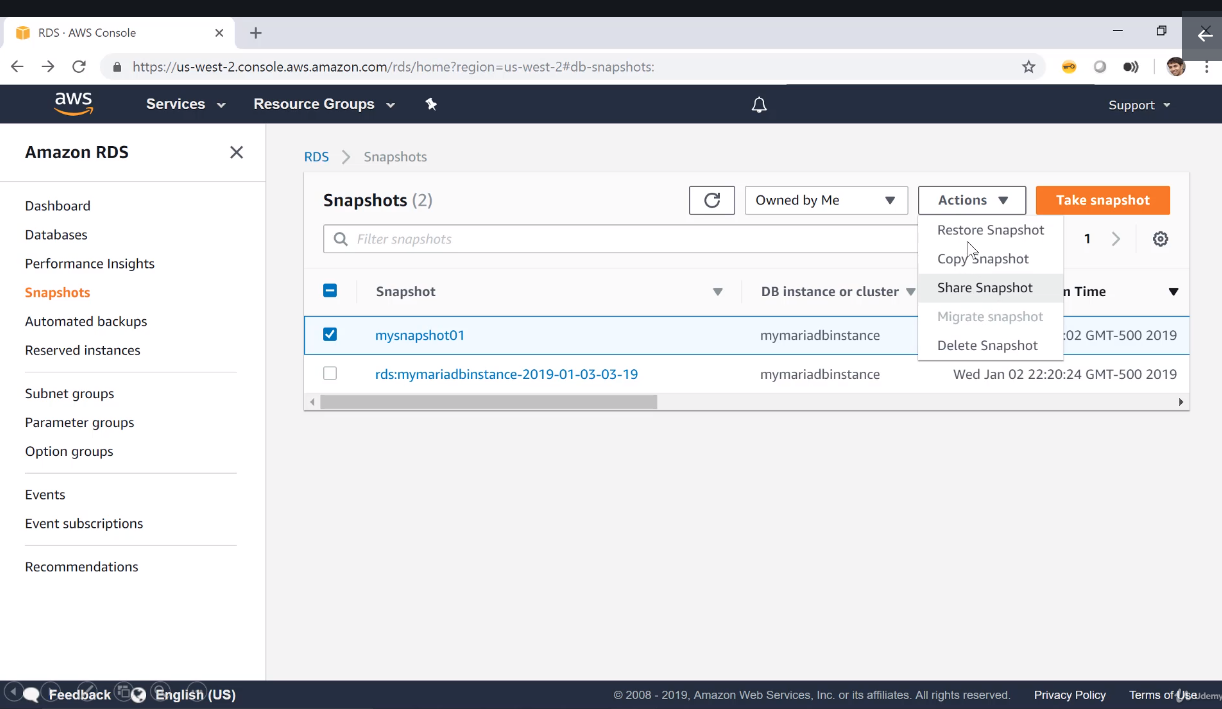 RDS · AWS Console
https://us-west-2.console.aws.amazon.com/rds/home?region=us-west-2#db-snapshots:
aws
Services
Resource Groups
Support
Amazon RDS
Dashboard
Databases
Performance Insights
Snapshots
Automated backups
Reserved instances
Subnet groups
Parameter groups
Option groups
Events
Event subscriptions
Recommendations
RDS
Snapshots
Snapshots (2)
Owned by Me
Actions
Take snapshot
Filter snapshots
1
Restore Snapshot
Copy Snapshot
Share Snapshot
Migrate snapshot
Delete Snapshot
Snapshot
DB instance or cluster
Time
mysnapshot01
mymariadbinstance
:02 GMT-500 2019
rds:mymariadbinstance-2019-01-03-03-19
mymariadbinstance
Wed Jan 02 22:20:24 GMT-500 2019
Feedback
English (US)
© 2008 - 2019, Amazon Web Services, Inc. or its affiliates. All rights reserved.
Privacy Policy
Terms of Use